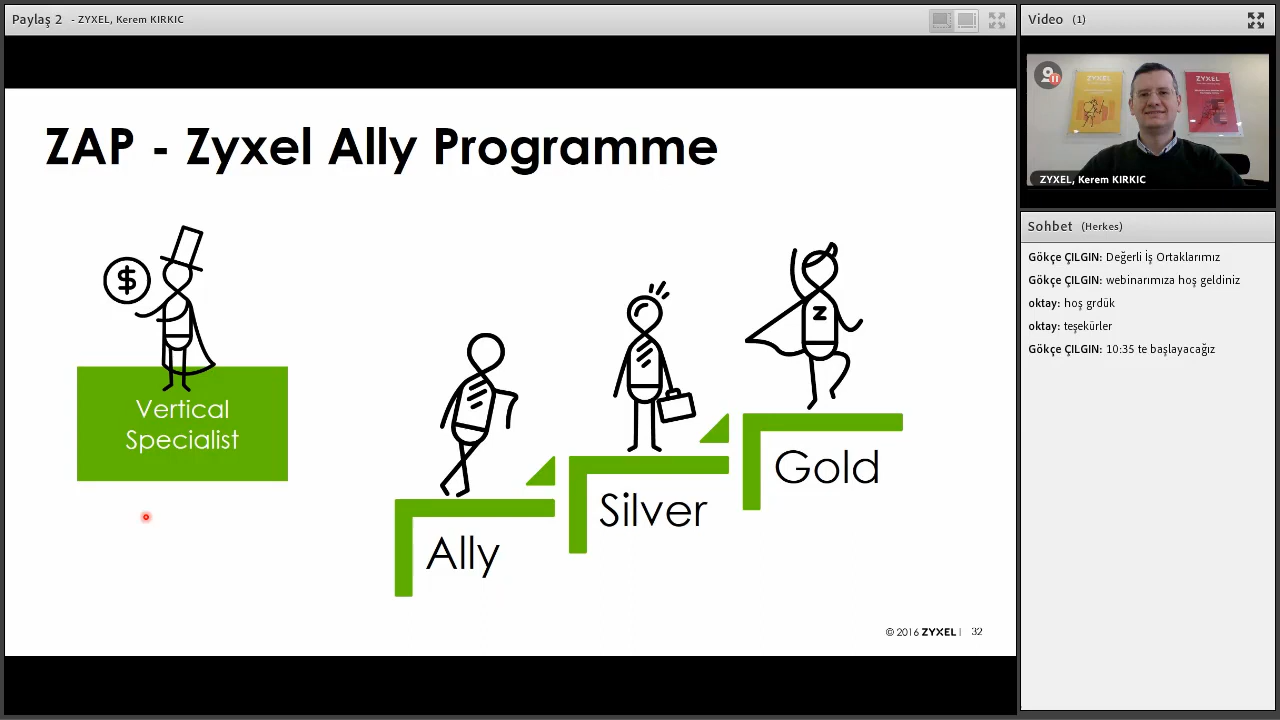 Paylaş 2 - ZYXEL, Kerem KIRKIC
ZAP - Zyxel Ally Programme
$
Vertical
Specialist
Z
Ally
Silver
Gold
© 2016 ZYXEL | 32
Video (1)
ZYXEL
ZYXEL
ZYXEL, Kerem KIRKIC
Sohbet (Herkes)
Gökçe ÇILGIN: Değerli İş Ortaklarımız
Gökçe ÇILGIN: webinarımıza hoş geldiniz
oktay: hoş grdük
oktay: teşekürler
Gökçe ÇILGIN: 10:35 te başlayacağız